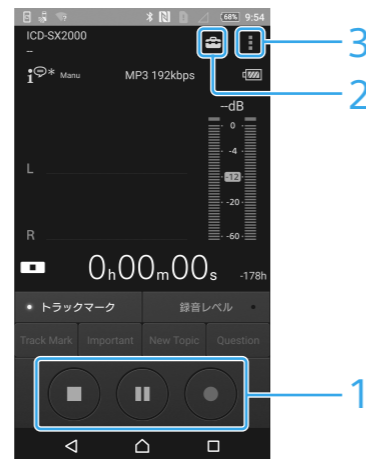 68% 9:54
ICD-SX2000
--
3
2
i * Manu MP3 192kbps
--dB
0
-4
L
-12
-20
R
-60
0h00m00s -178h
トラックマーク 録音レベル
Track Mark Important New Topic Question
1